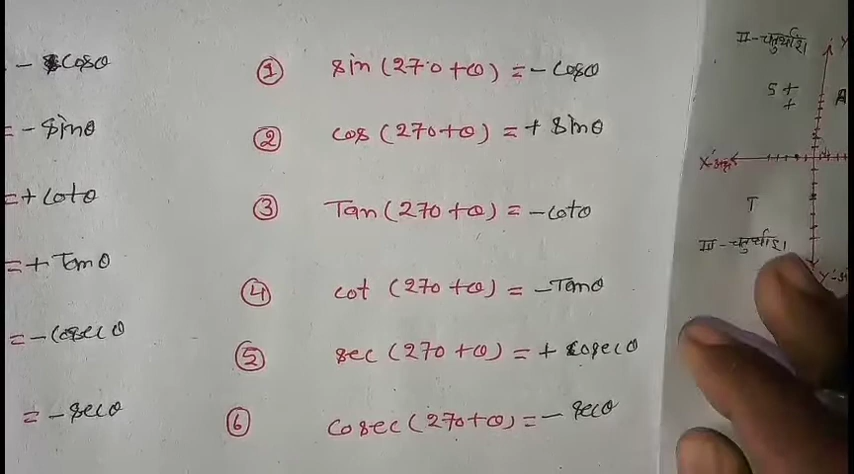 - cosθ
= - sinθ
= + cotθ
= + Tanθ
= - cosecθ
= - secθ
① sin (270 + θ) = - cosθ
② cos (270 + θ) = + sinθ
③ Tan (270 + θ) = - cotθ
④ cot (270 + θ) = - Tanθ
⑤ sec (270 + θ) = + cosecθ
⑥ cosec (270 + θ) = - secθ
II - चतुर्थांश
Y
S +
+
A
X'
T
III - चतुर्थांश
Y'